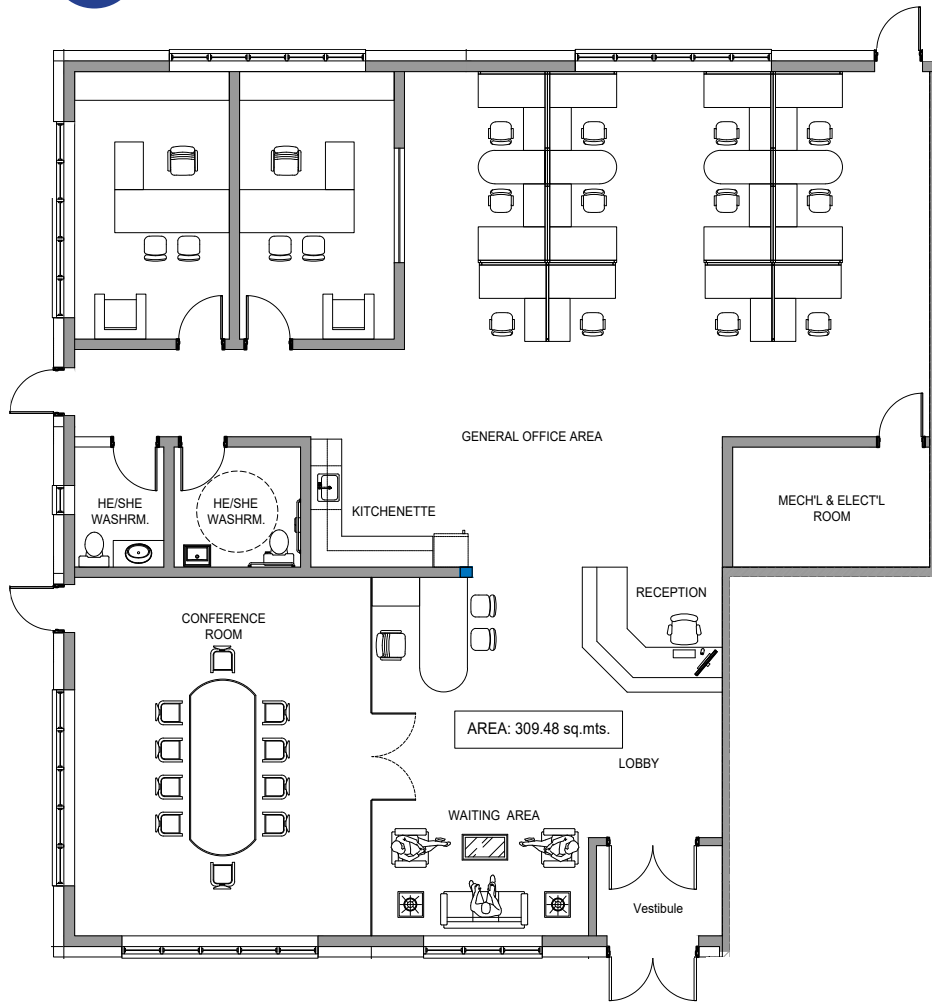 GENERAL OFFICE AREA
HE/SHE
WASHRM.
HE/SHE
WASHRM.
KITCHENETTE
MECH'L & ELECT'L
ROOM
RECEPTION
CONFERENCE
ROOM
AREA: 309.48 sq.mts.
LOBBY
WAITING AREA
Vestibule